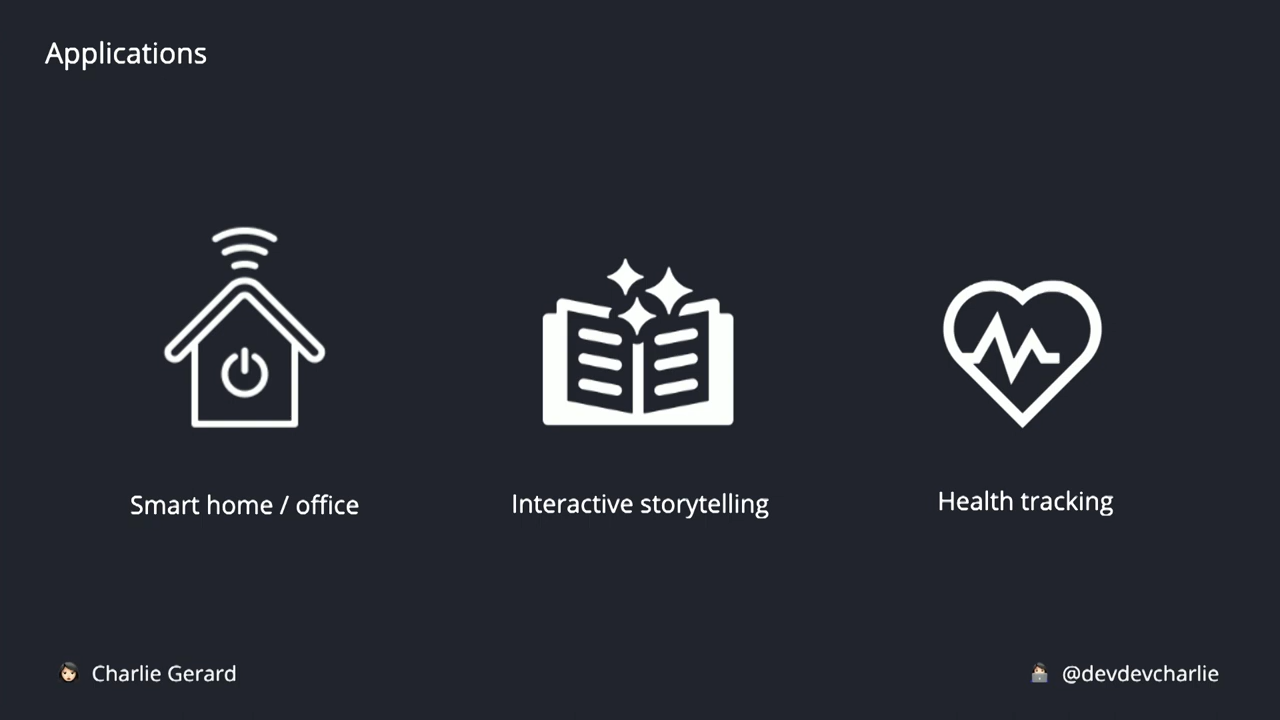 Applications
Smart home / office
Interactive storytelling
Health tracking
Charlie Gerard
@devdevcharlie